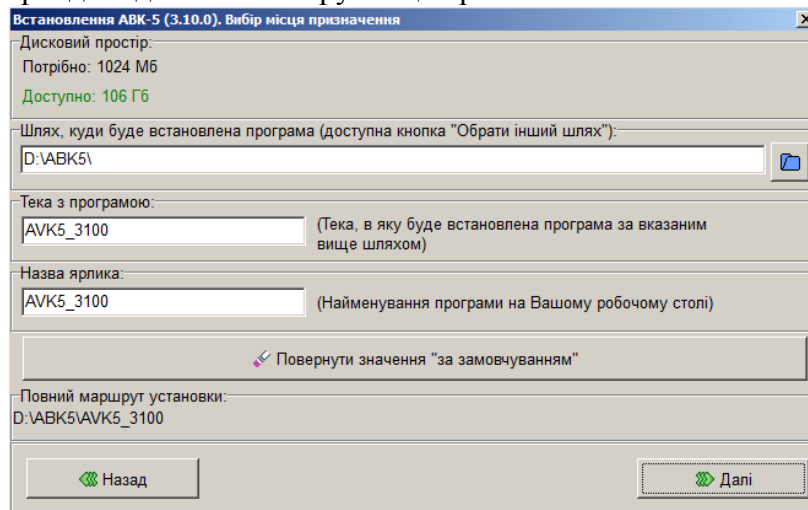 Встановлення АВК-5 (3.10.0). Вибір місця призначення
Дисковий простір:
Потрібно: 1024 Мб
Доступно: 106 Гб
Шлях, куди буде встановлена програма (доступна кнопка "Обрати інший шлях"):
D:\ABK5\
Тека з програмою:
AVK5_3100
(Тека, в яку буде встановлена програма за вказаним
вище шляхом)
Назва ярлика:
AVK5_3100
(Найменування програми на Вашому робочому столі)
Повернути значення "за замовчуванням"
Повний маршрут установки:
D:\ABK5\AVK5_3100
Назад
Далі